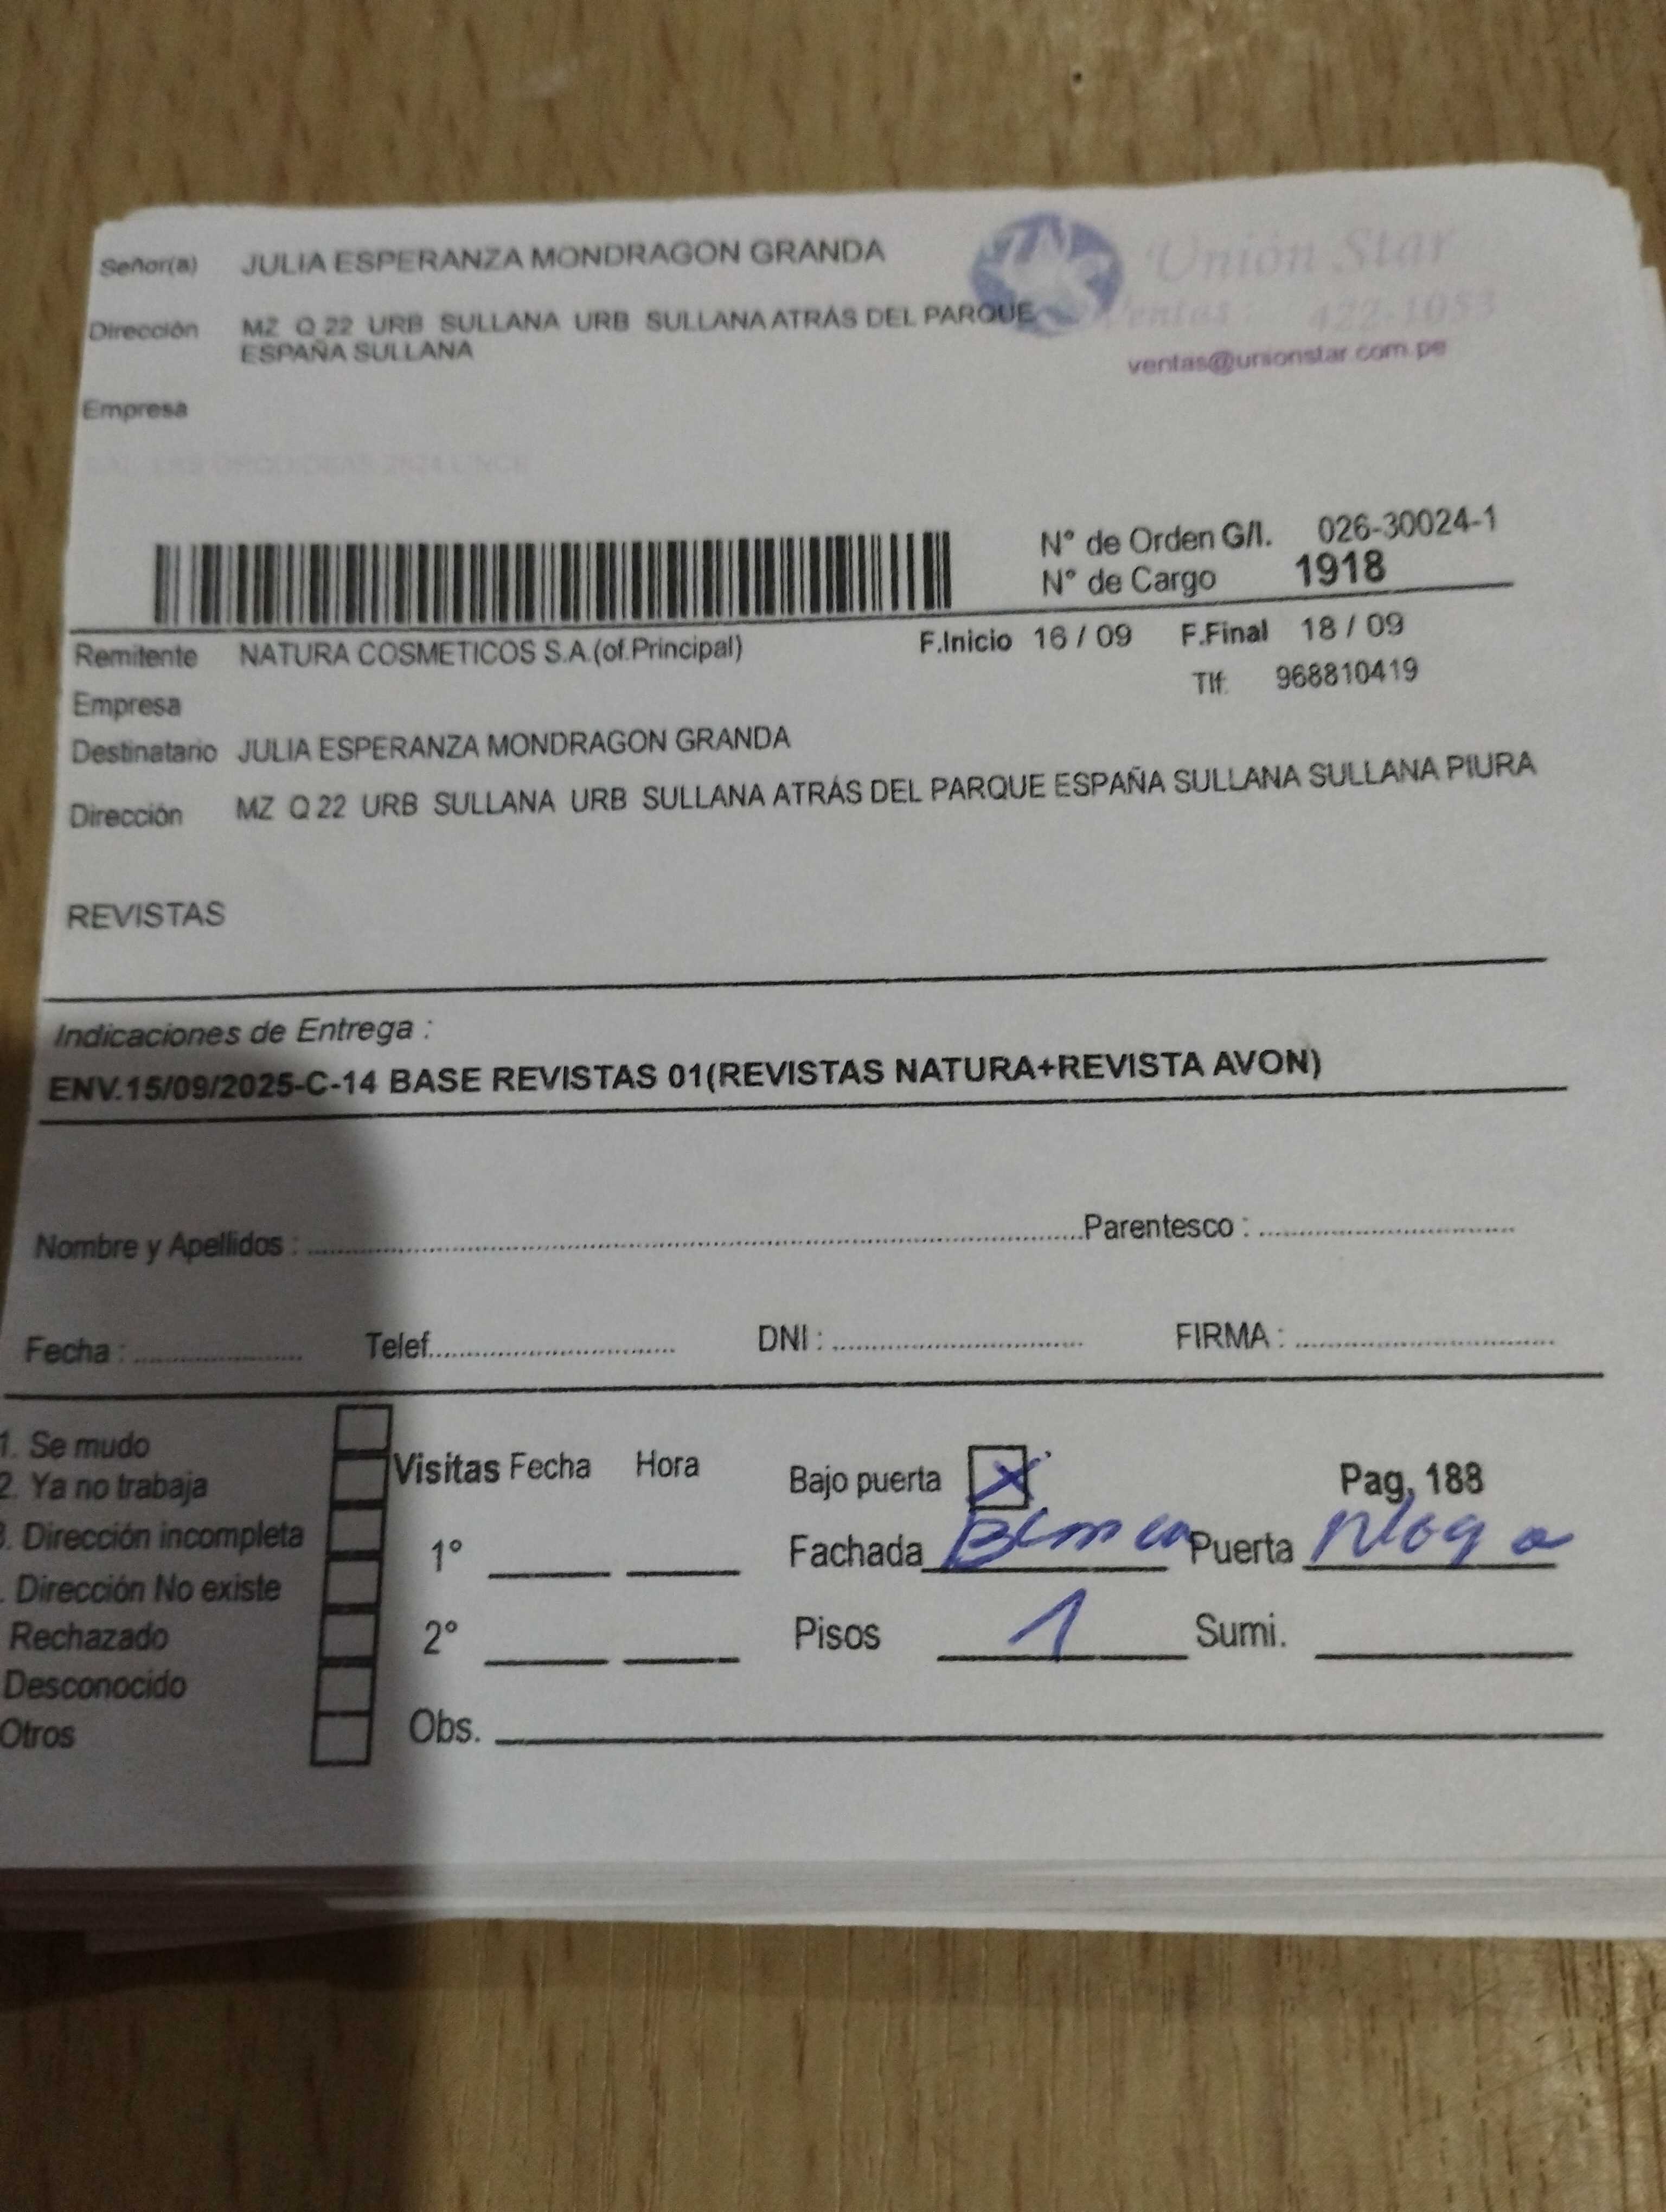 Señor(a) JULIA ESPERANZA MONDRAGON GRANDA
Dirección MZ Q 22 URB SULLANA URB SULLANA ATRÁS DEL PARQUE
ESPAÑA SULLANA
Unión Star
Ventas: 422-1053
ventas@unionstar.com.pe
Empresa
N° de Orden G/I. 026-30024-1
N° de Cargo 1918
Remitente NATURA COSMETICOS S.A.(of.Principal) F.Inicio 16 / 09 F.Final 18 / 09
Tlf: 968810419
Empresa
Destinatario JULIA ESPERANZA MONDRAGON GRANDA
Dirección MZ Q 22 URB SULLANA URB SULLANA ATRÁS DEL PARQUE ESPAÑA SULLANA SULLANA PIURA
REVISTAS
Indicaciones de Entrega :
ENV.15/09/2025-C-14 BASE REVISTAS 01(REVISTAS NATURA+REVISTA AVON)
Nombre y Apellidos : Parentesco :
Fecha : Telef. DNI : FIRMA :
1. Se mudo
2. Ya no trabaja
3. Dirección incompleta
. Dirección No existe
Rechazado
Desconocido
Otros
Visitas Fecha Hora
1°
2°
Obs.
Bajo puerta X Pag, 188
Fachada Puerta
Pisos 1 Sumi.